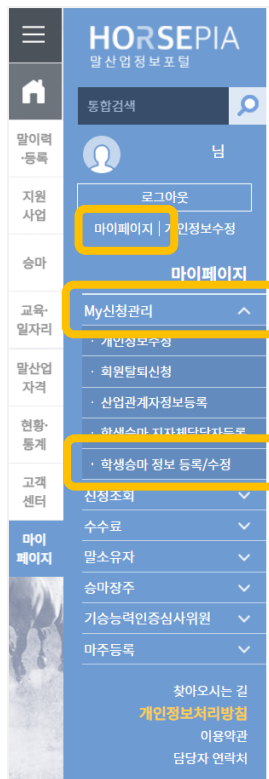 HORSEPIA
말산업정보포털
통합검색
님
로그아웃
마이페이지 | 개인정보수정
마이페이지
My신청관리
· 개인정보수정
· 회원탈퇴신청
· 산업관계자정보등록
· 학생승마 지자체담당자등록
· 학생승마 정보 등록/수정
신청조회
수수료
말소유자
승마장주
기승능력인증심사위원
마주등록
찾아오시는 길
개인정보처리방침
이용약관
담당자 연락처
말이력
·등록
지원
사업
승마
교육·
일자리
말산업
자격
현황·
통계
고객
센터
마이
페이지